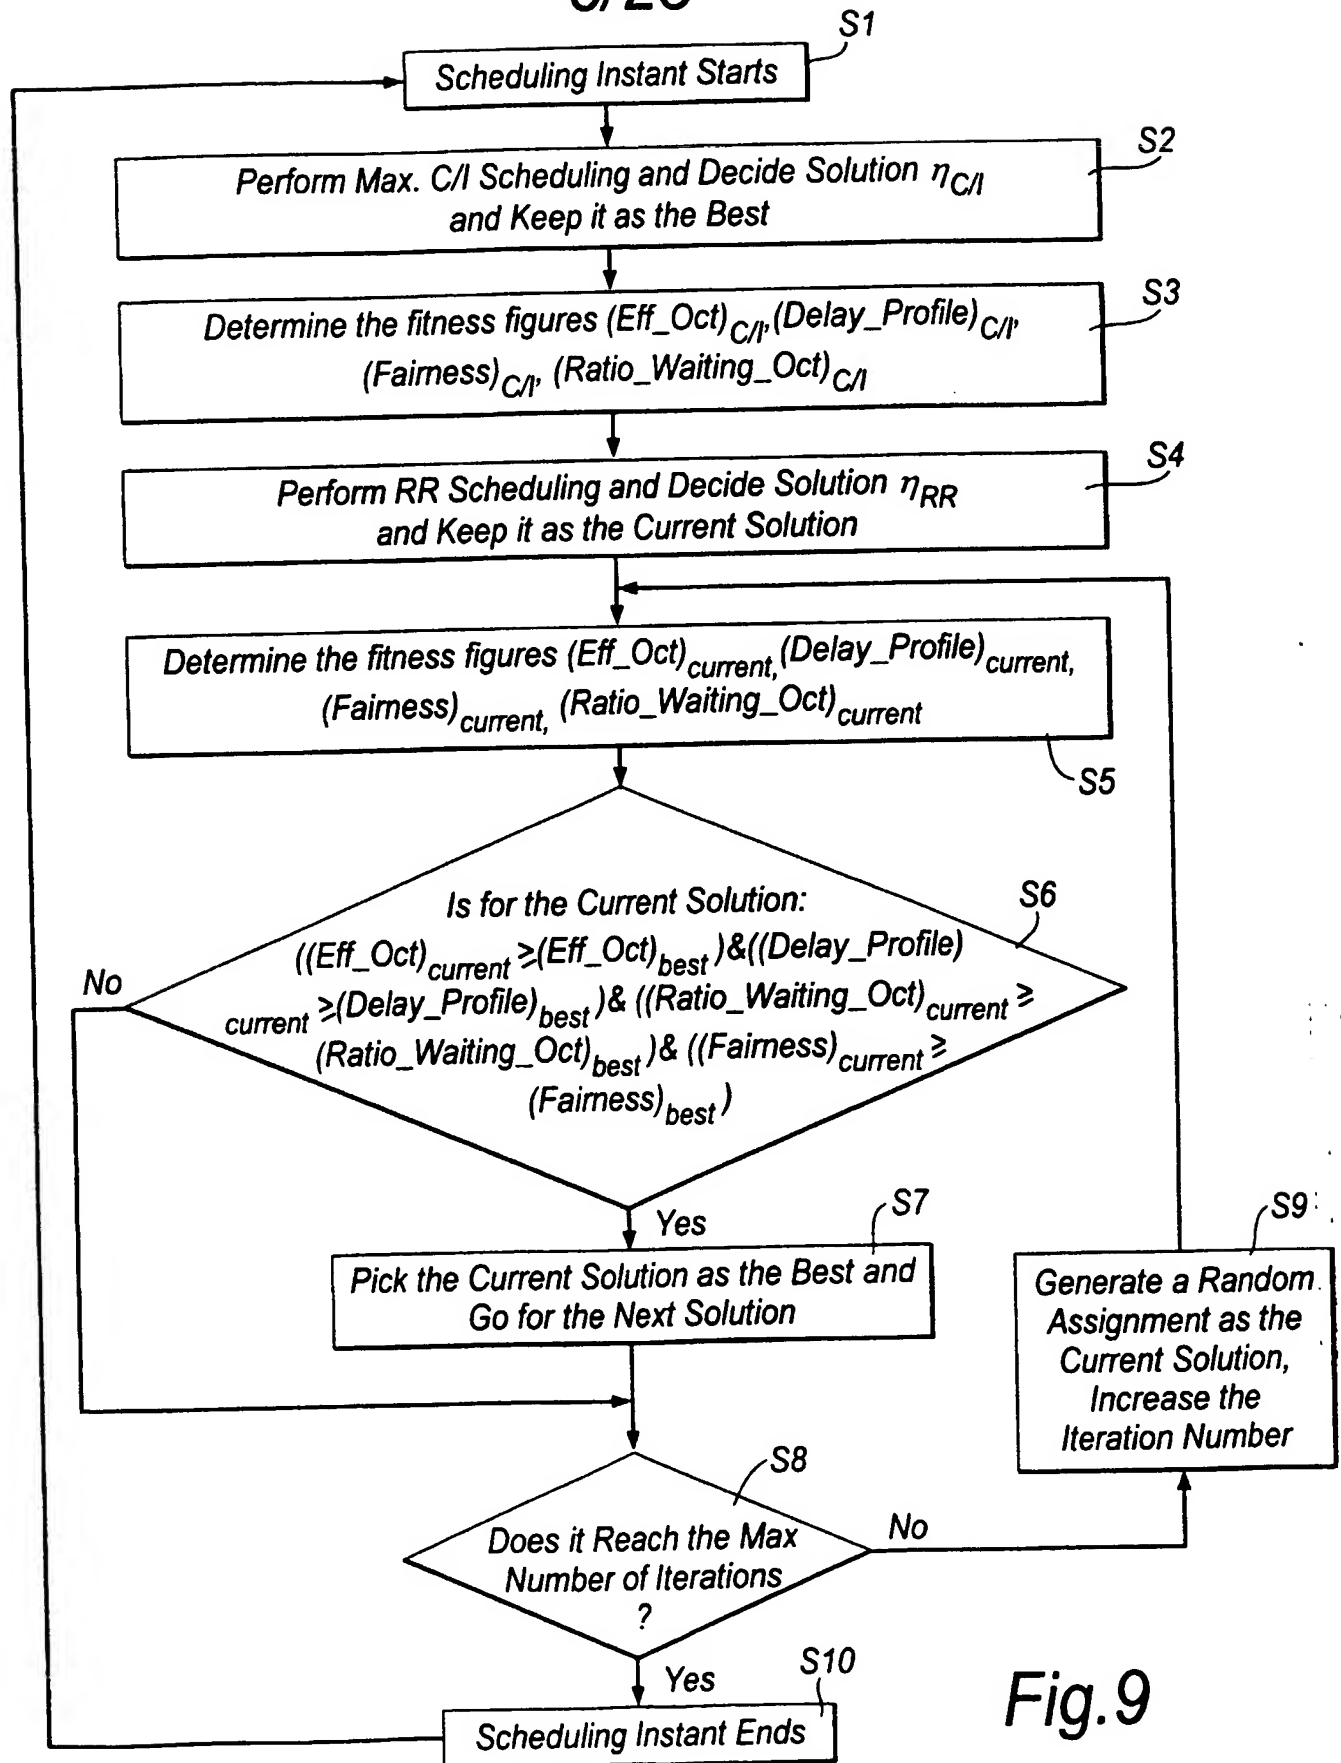 S1
Scheduling Instant Starts
S2
Perform Max. C/I Scheduling and Decide Solution η C/I
and Keep it as the Best
S3
Determine the fitness figures (Eff_Oct) C/I, (Delay_Profile) C/I,
(Fairness) C/I, (Ratio_Waiting_Oct) C/I
S4
Perform RR Scheduling and Decide Solution η RR
and Keep it as the Current Solution
Determine the fitness figures (Eff_Oct) current, (Delay_Profile) current,
(Fairness) current, (Ratio_Waiting_Oct) current
S5
S6
Is for the Current Solution:
((Eff_Oct) current ≥(Eff_Oct) best )&((Delay_Profile)
No
current ≥(Delay_Profile) best )& ((Ratio_Waiting_Oct) current ≥
(Ratio_Waiting_Oct) best )& ((Fairness) current ≥
(Fairness) best )
Yes
S7
Pick the Current Solution as the Best and
Go for the Next Solution
S9
Generate a Random
Assignment as the
Current Solution,
Increase the
Iteration Number
S8
Does it Reach the Max
Number of Iterations
?
No
Yes
S10
Scheduling Instant Ends
Fig.9